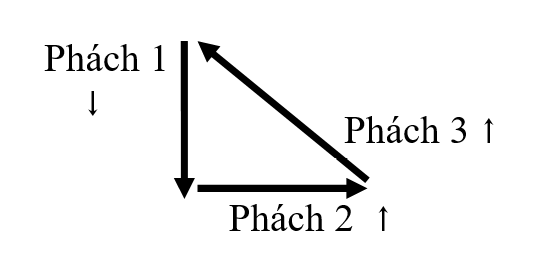 Phách 1
↓
Phách 3 ↑
Phách 2 ↑